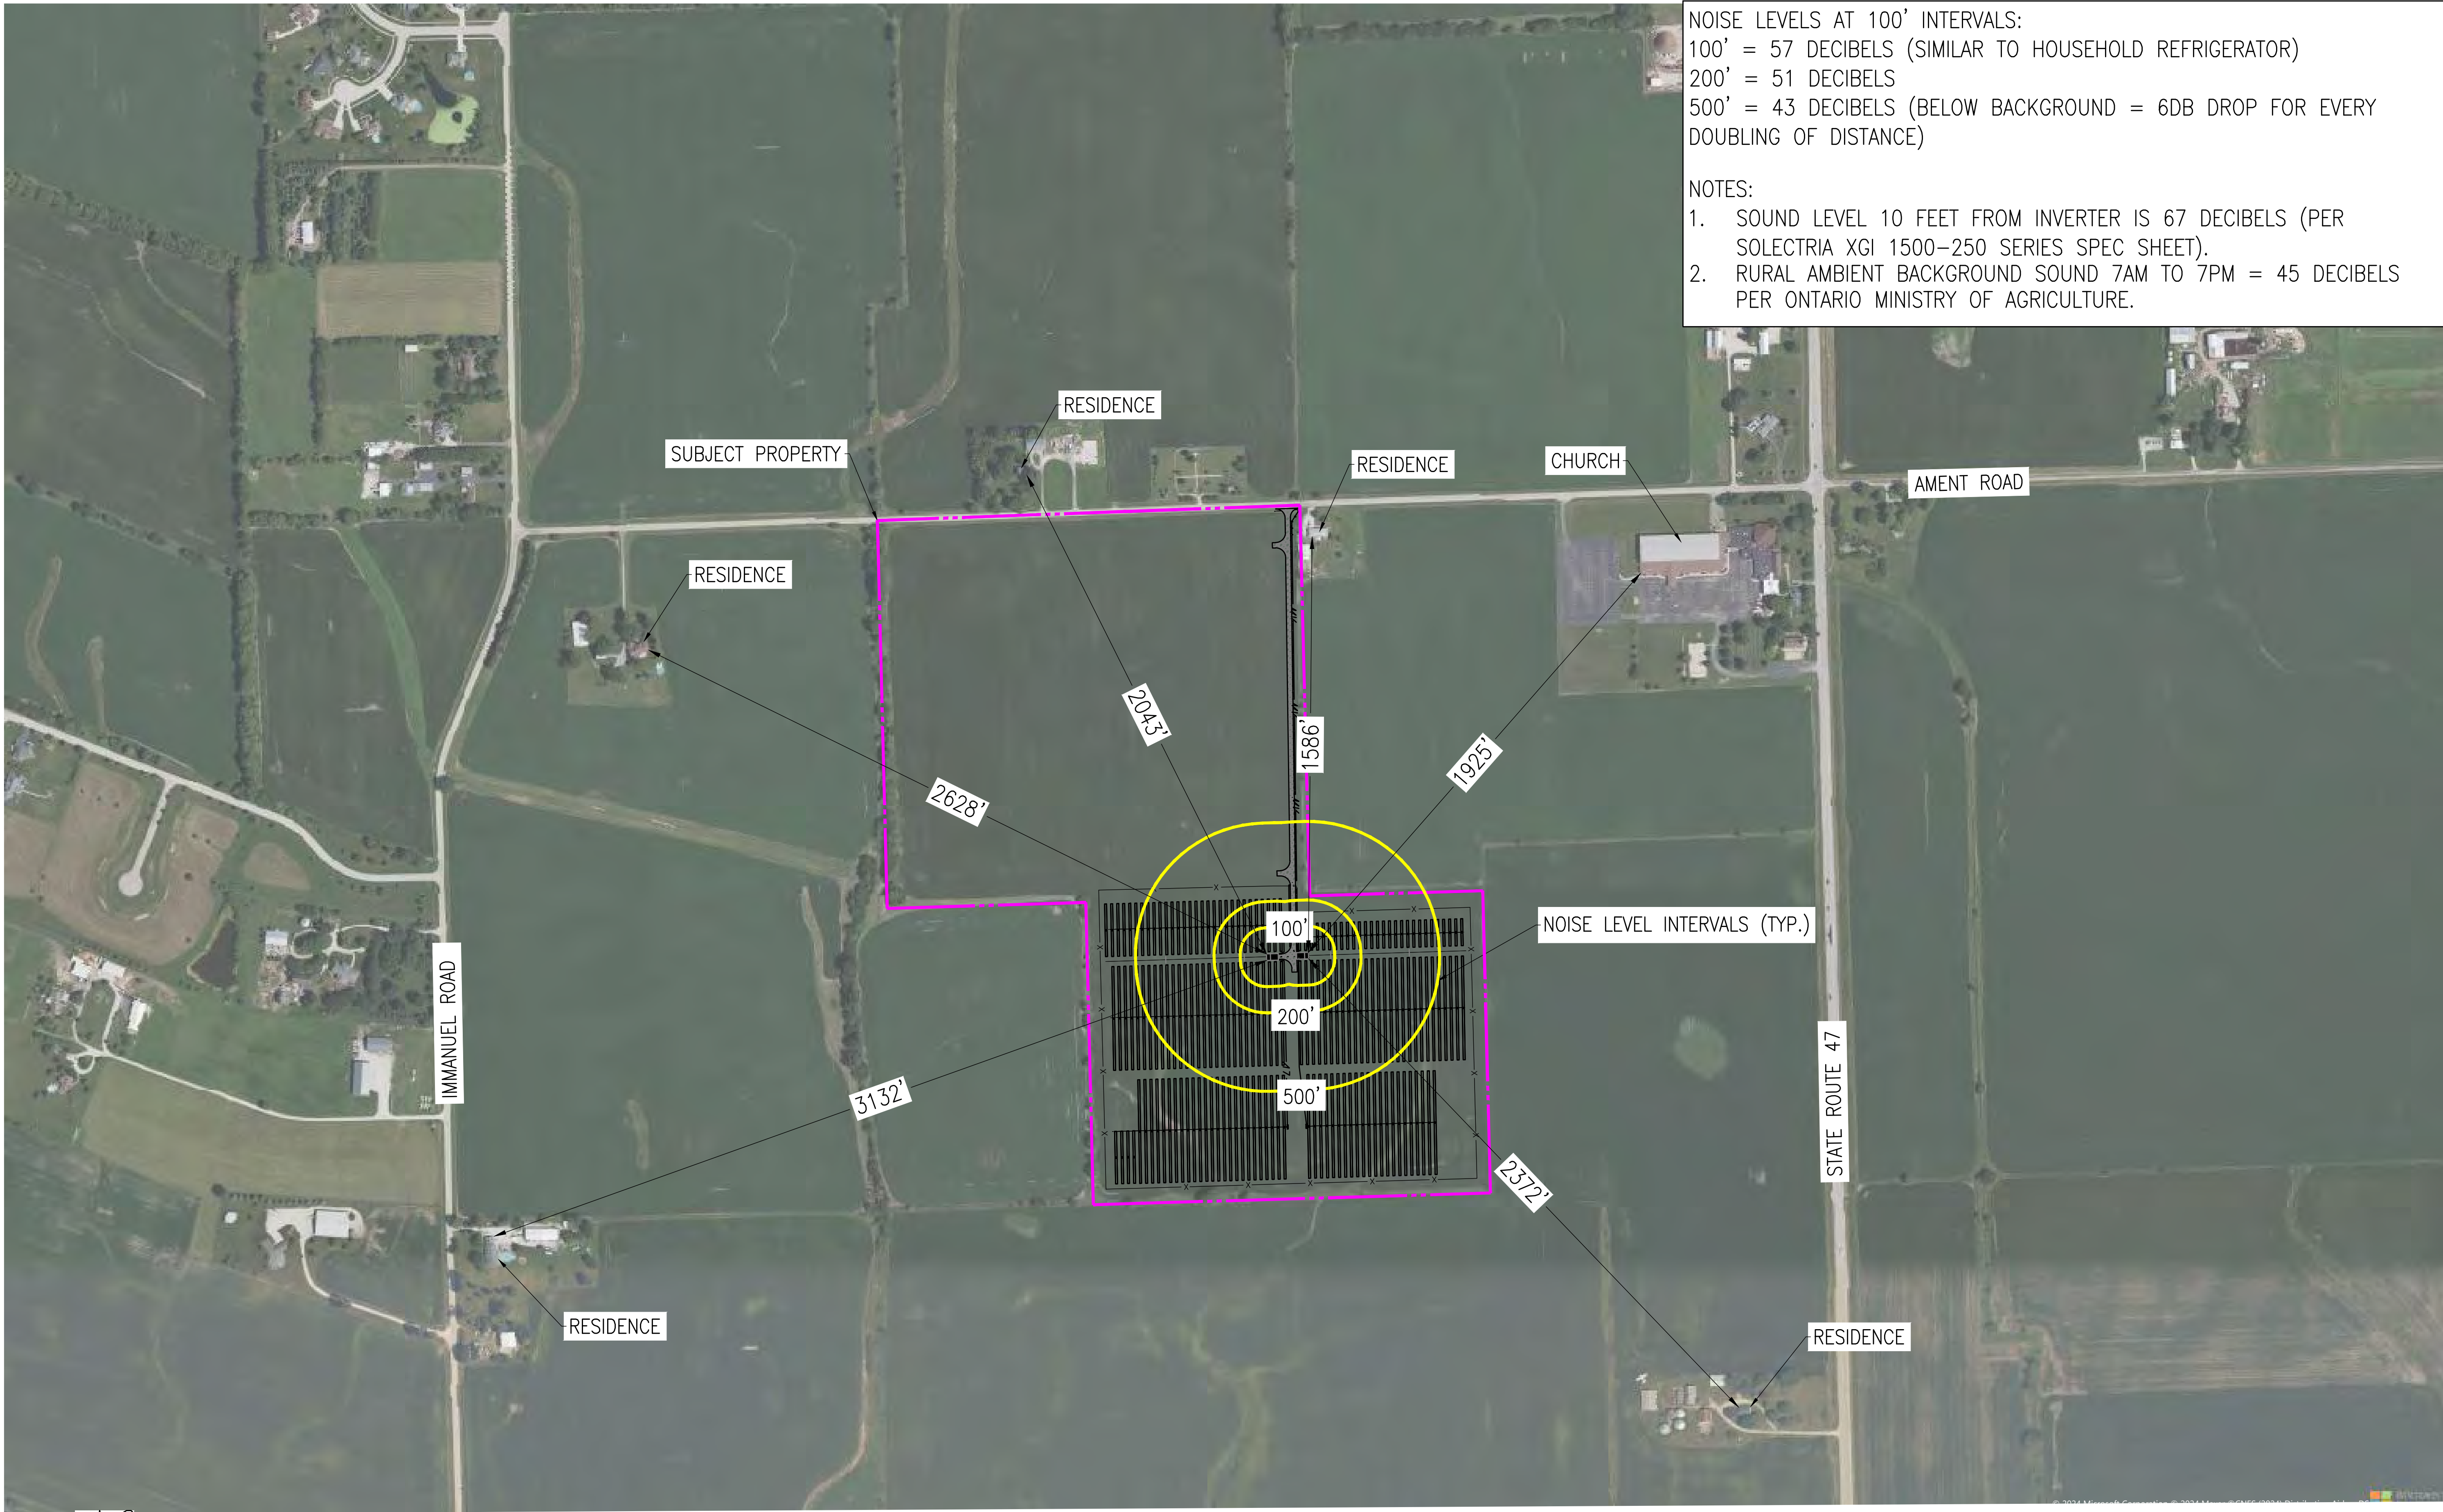 NOISE LEVELS AT 100' INTERVALS:
100' = 57 DECIBELS (SIMILAR TO HOUSEHOLD REFRIGERATOR)
200' = 51 DECIBELS
500' = 43 DECIBELS (BELOW BACKGROUND = 6DB DROP FOR EVERY
DOUBLING OF DISTANCE)
NOTES:
1. SOUND LEVEL 10 FEET FROM INVERTER IS 67 DECIBELS (PER
SOLECTRIA XGI 1500-250 SERIES SPEC SHEET).
2. RURAL AMBIENT BACKGROUND SOUND 7AM TO 7PM = 45 DECIBELS
PER ONTARIO MINISTRY OF AGRICULTURE.
RESIDENCE
SUBJECT PROPERTY
RESIDENCE
CHURCH
AMENT ROAD
RESIDENCE
2043'
1586'
1925'
2628'
100'
NOISE LEVEL INTERVALS (TYP.)
IMMANUEL ROAD
200'
500'
3132'
STATE ROUTE 47
2372'
RESIDENCE
RESIDENCE